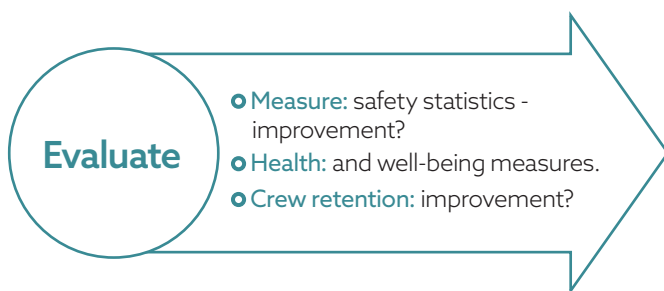 Evaluate
Measure: safety statistics -
improvement?
Health: and well-being measures.
Crew retention: improvement?